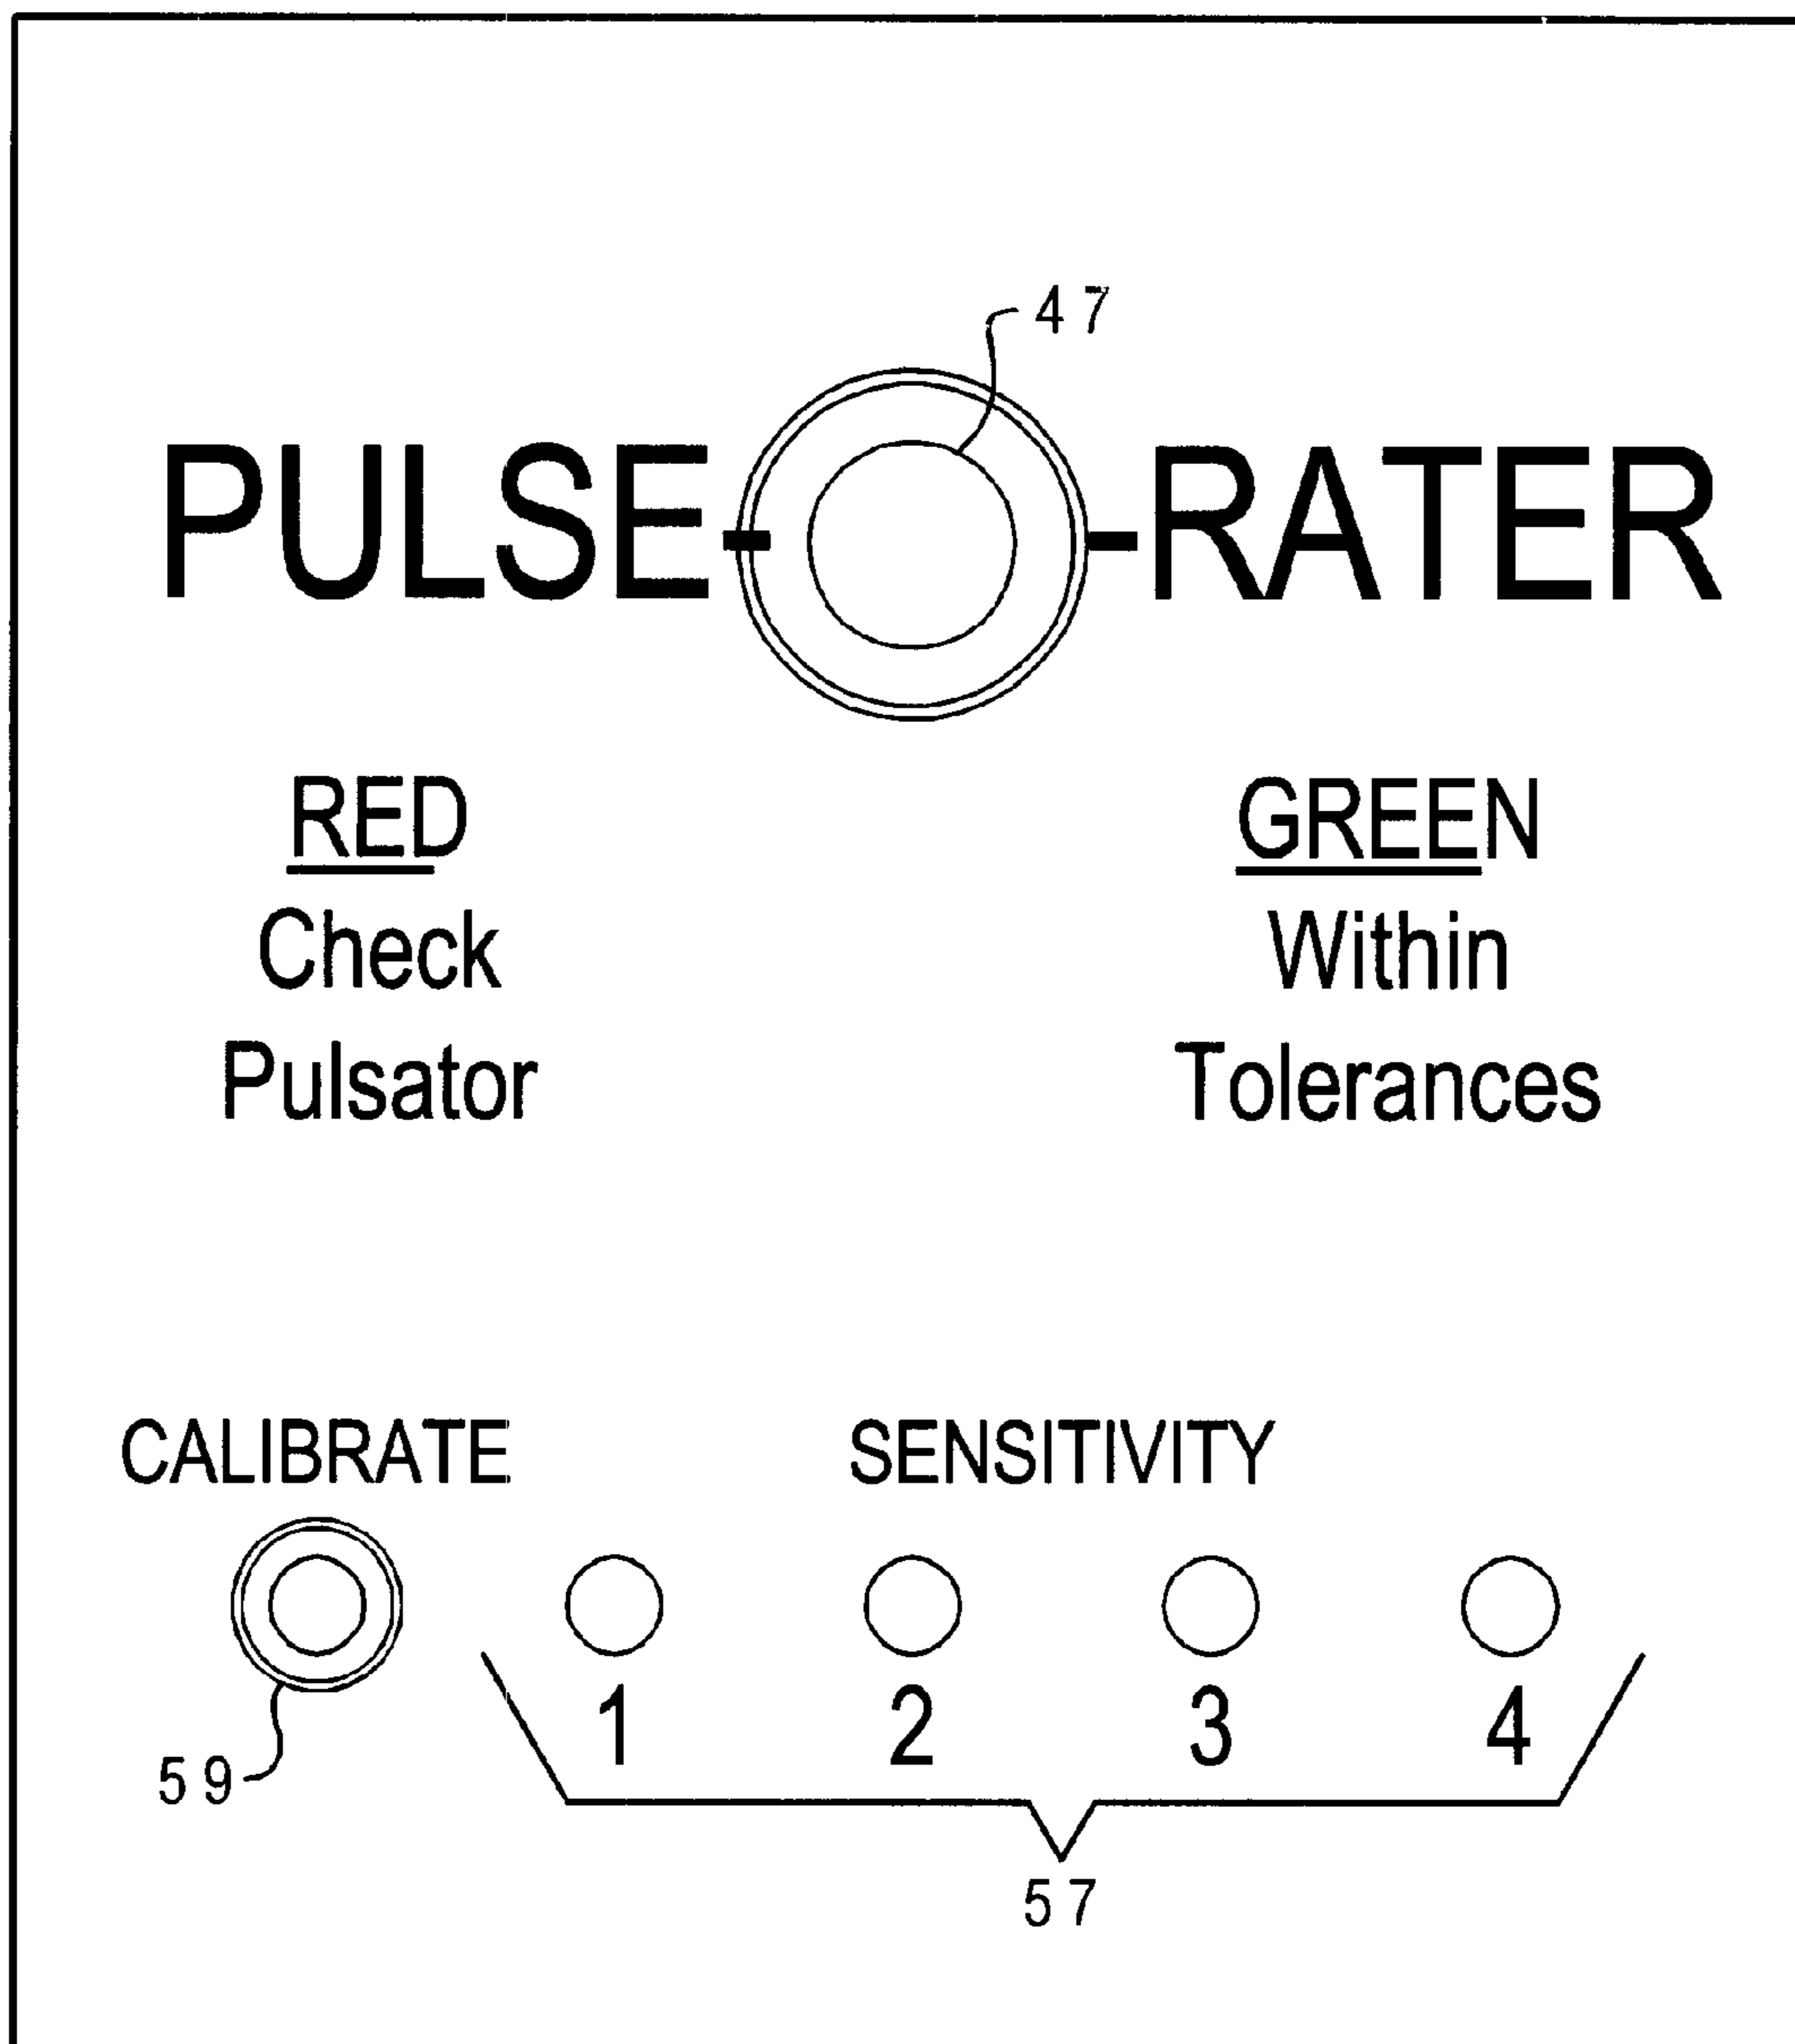 47
PULSE- -RATER
RED GREEN
Check Within
Pulsator Tolerances
CALIBRATE SENSITIVITY
1 2 3 4
59
57